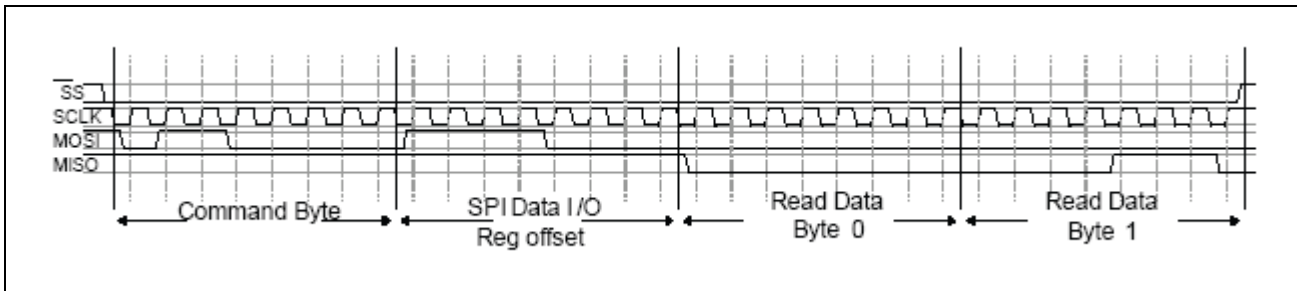 SS
SCLK
MOSI
MISO
Command Byte
SPI Data I/O
Reg offset
Read Data
Byte 0
Read Data
Byte 1